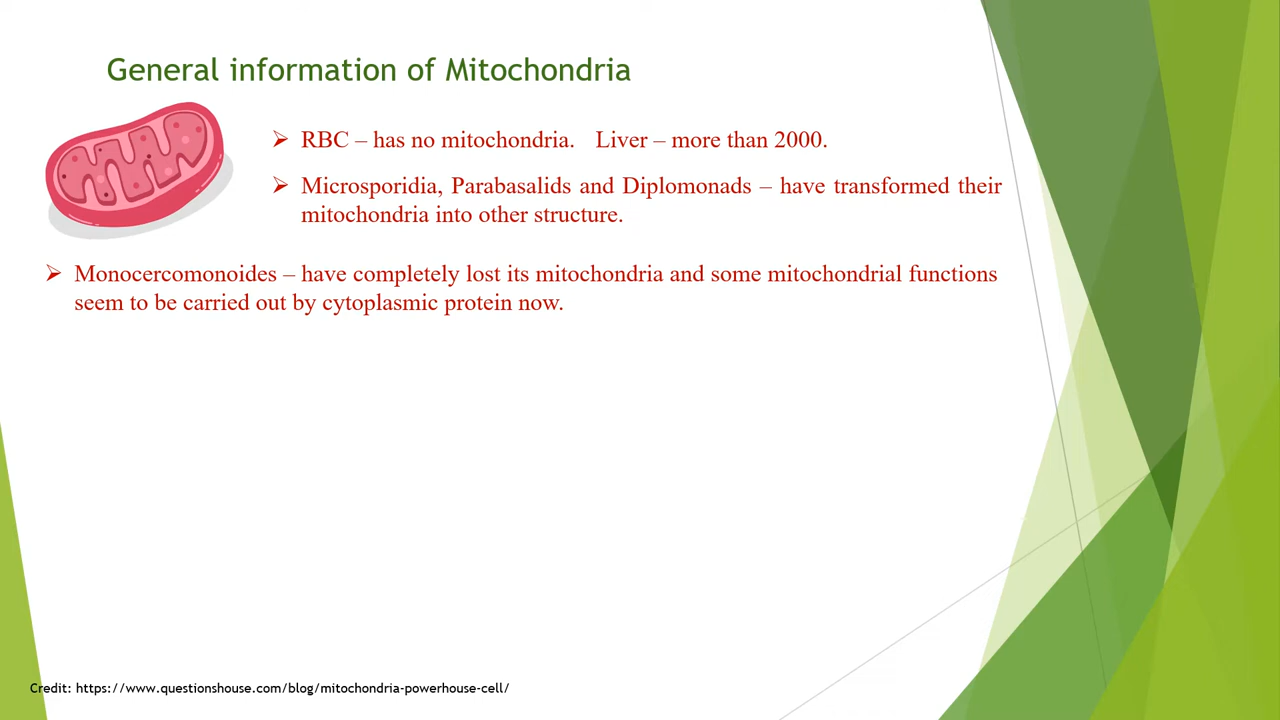 General information of Mitochondria
➢ RBC – has no mitochondria. Liver – more than 2000.
➢ Microsporidia, Parabasalids and Diplomonads – have transformed their
mitochondria into other structure.
➢ Monocercomonoides – have completely lost its mitochondria and some mitochondrial functions
seem to be carried out by cytoplasmic protein now.
Credit: https://www.questionshouse.com/blog/mitochondria-powerhouse-cell/